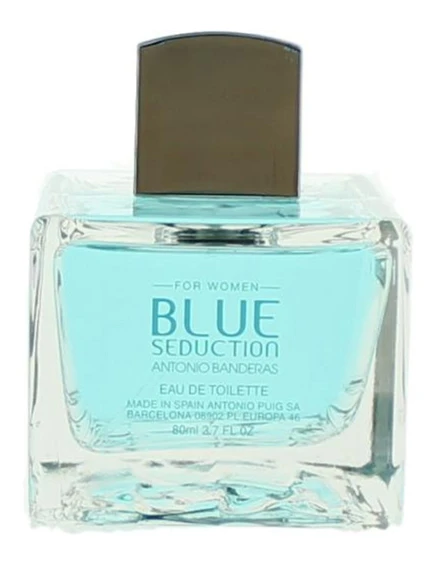 FOR WOMEN
BLUE
SEDUCTION
ANTONIO BANDERAS
EAU DE TOILETTE
MADE IN SPAIN ANTONIO PUIG SA
BARCELONA 08902 PL EUROPA 46
80ml 2.7 FL OZ